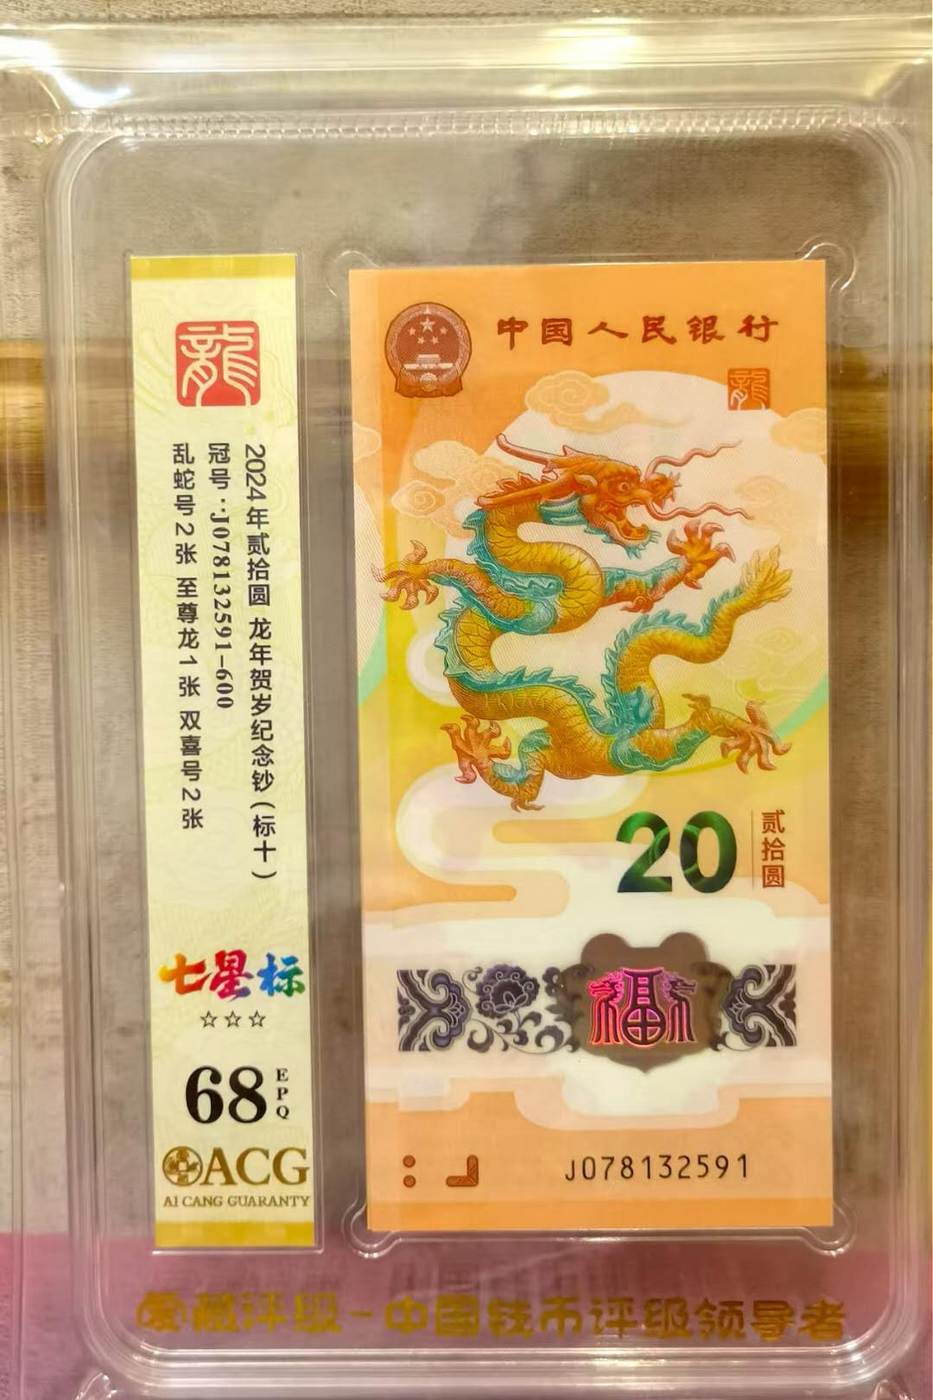 龍
2024年贰拾圆 龙年贺岁纪念钞(标十)
冠号:J078132591-600
乱蛇号2张 至尊龙1张 双喜号2张
七星标
☆☆☆
68 EPQ
ACG
AI CANG GUARANTY
中国人民银行
龍
20
贰拾圆
福
J078132591
爱藏评级-中国钱币评级领导者